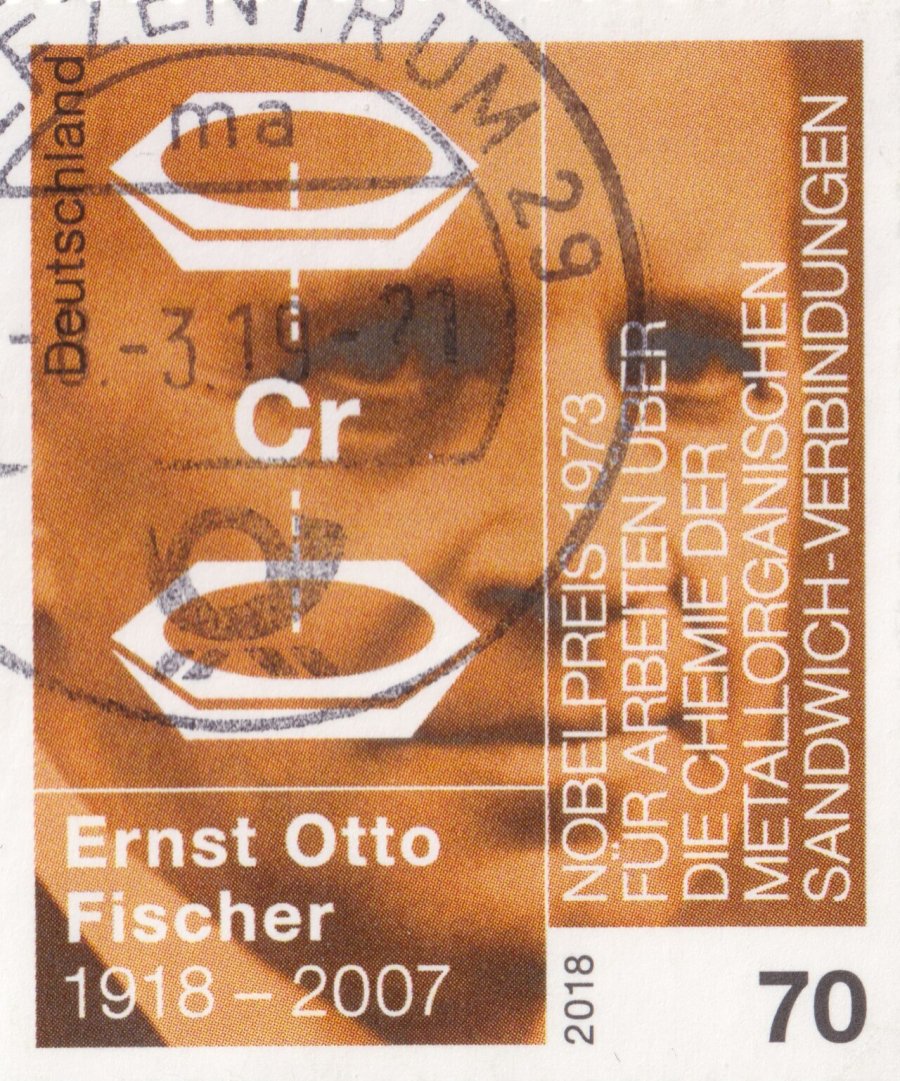 Deutschland
ZENTRUM 29
ma
-3.19-21
Cr
NOBELPREIS 1973
FÜR ARBEITEN ÜBER
DIE CHEMIE DER
METALLORGANISCHEN
SANDWICH-VERBINDUNGEN
Ernst Otto
Fischer
1918 – 2007
2018
70